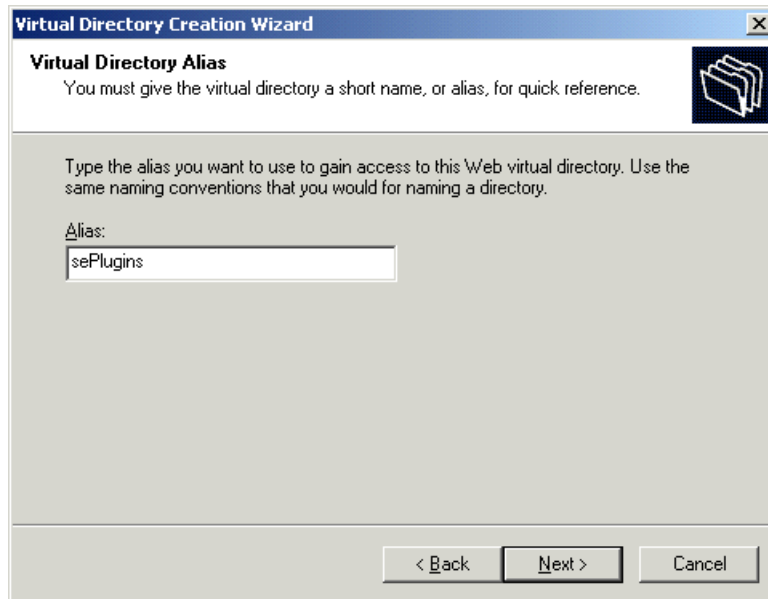 Virtual Directory Creation Wizard
Virtual Directory Alias
You must give the virtual directory a short name, or alias, for quick reference.
Type the alias you want to use to gain access to this Web virtual directory. Use the
same naming conventions that you would for naming a directory.
Alias:
sePlugins
< Back Next > Cancel